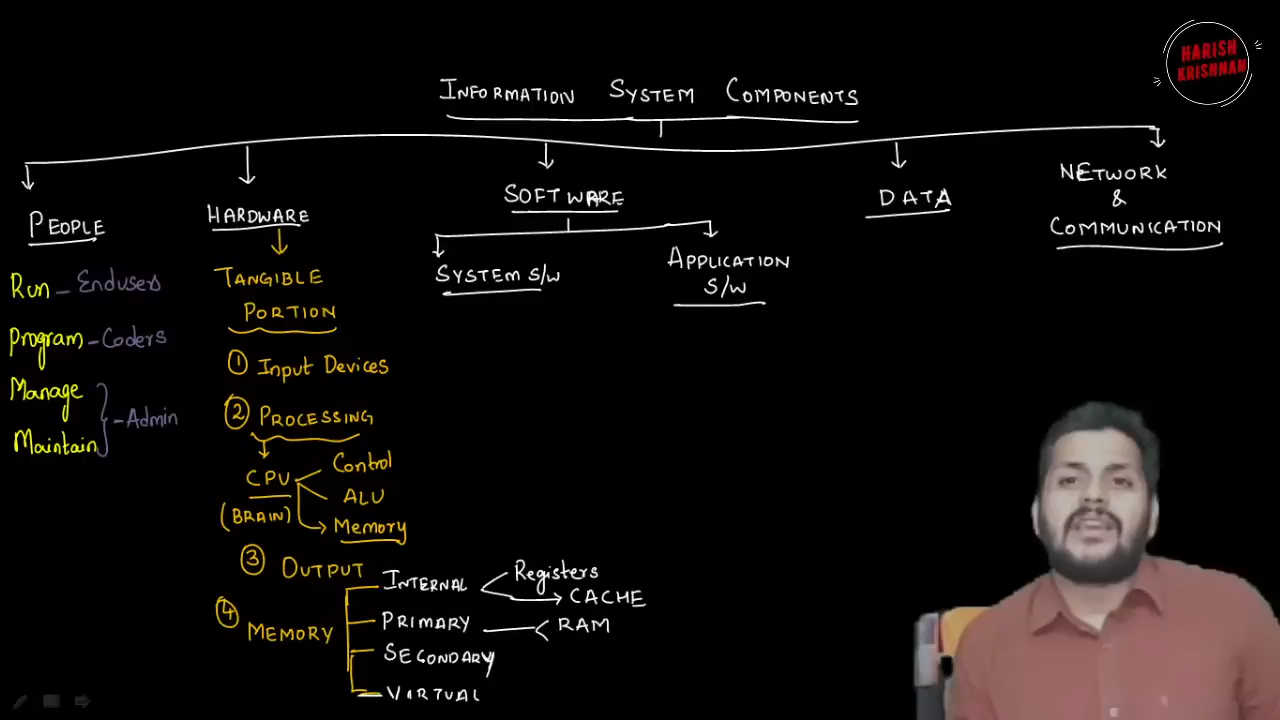 HARISH
KRISHNAN
INFORMATION SYSTEM COMPONENTS
PEOPLE
Run - Endusers
Program - Coders
Manage
Maintain
- Admin
HARDWARE
TANGIBLE
PORTION
① Input Devices
② PROCESSING
CPU
(BRAIN)
Control
ALU
Memory
③ OUTPUT
④ MEMORY
INTERNAL
Registers
CACHE
PRIMARY
RAM
SECONDARY
VIRTUAL
SOFTWARE
SYSTEM S/W
APPLICATION
S/W
DATA
NETWORK
&
COMMUNICATION